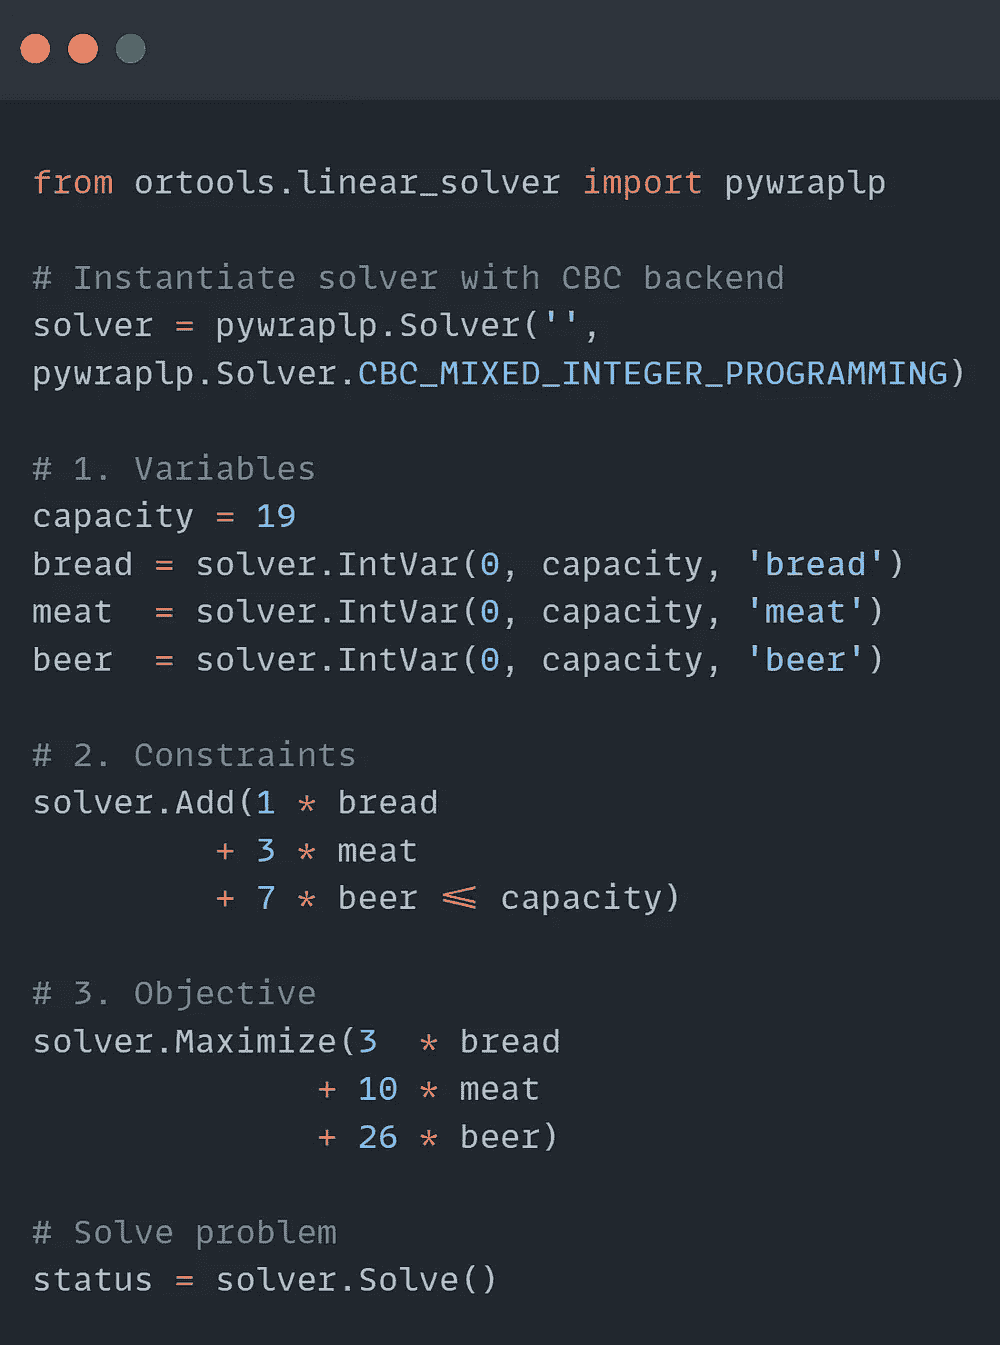 from ortools.linear_solver import pywraplp
# Instantiate solver with CBC backend
solver = pywraplp.Solver('',
pywraplp.Solver.CBC_MIXED_INTEGER_PROGRAMMING)
# 1. Variables
capacity = 19
bread = solver.IntVar(0, capacity, 'bread')
meat  = solver.IntVar(0, capacity, 'meat')
beer  = solver.IntVar(0, capacity, 'beer')
# 2. Constraints
solver.Add(1 * bread
         + 3 * meat
         + 7 * beer <= capacity)
# 3. Objective
solver.Maximize(3  * bread
              + 10 * meat
              + 26 * beer)
# Solve problem
status = solver.Solve()